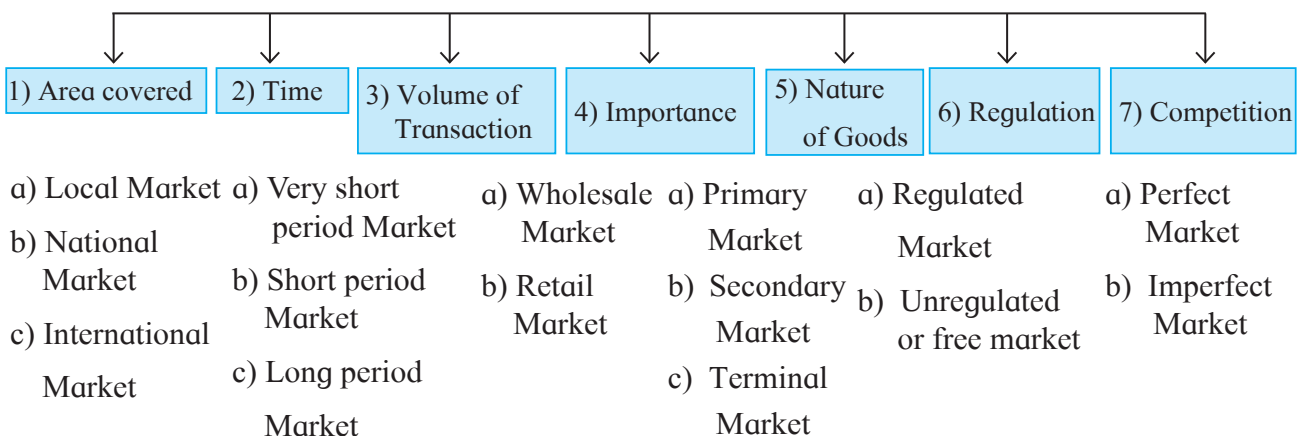 1) Area covered
2) Time
3) Volume of
Transaction
4) Importance
5) Nature
of Goods
6) Regulation
7) Competition
a) Local Market
b) National
Market
c) International
Market
a) Very short
period Market
b) Short period
Market
c) Long period
Market
a) Wholesale
Market
b) Retail
Market
a) Primary
Market
b) Secondary
Market
c) Terminal
Market
a) Regulated
Market
b) Unregulated
or free market
a) Perfect
Market
b) Imperfect
Market